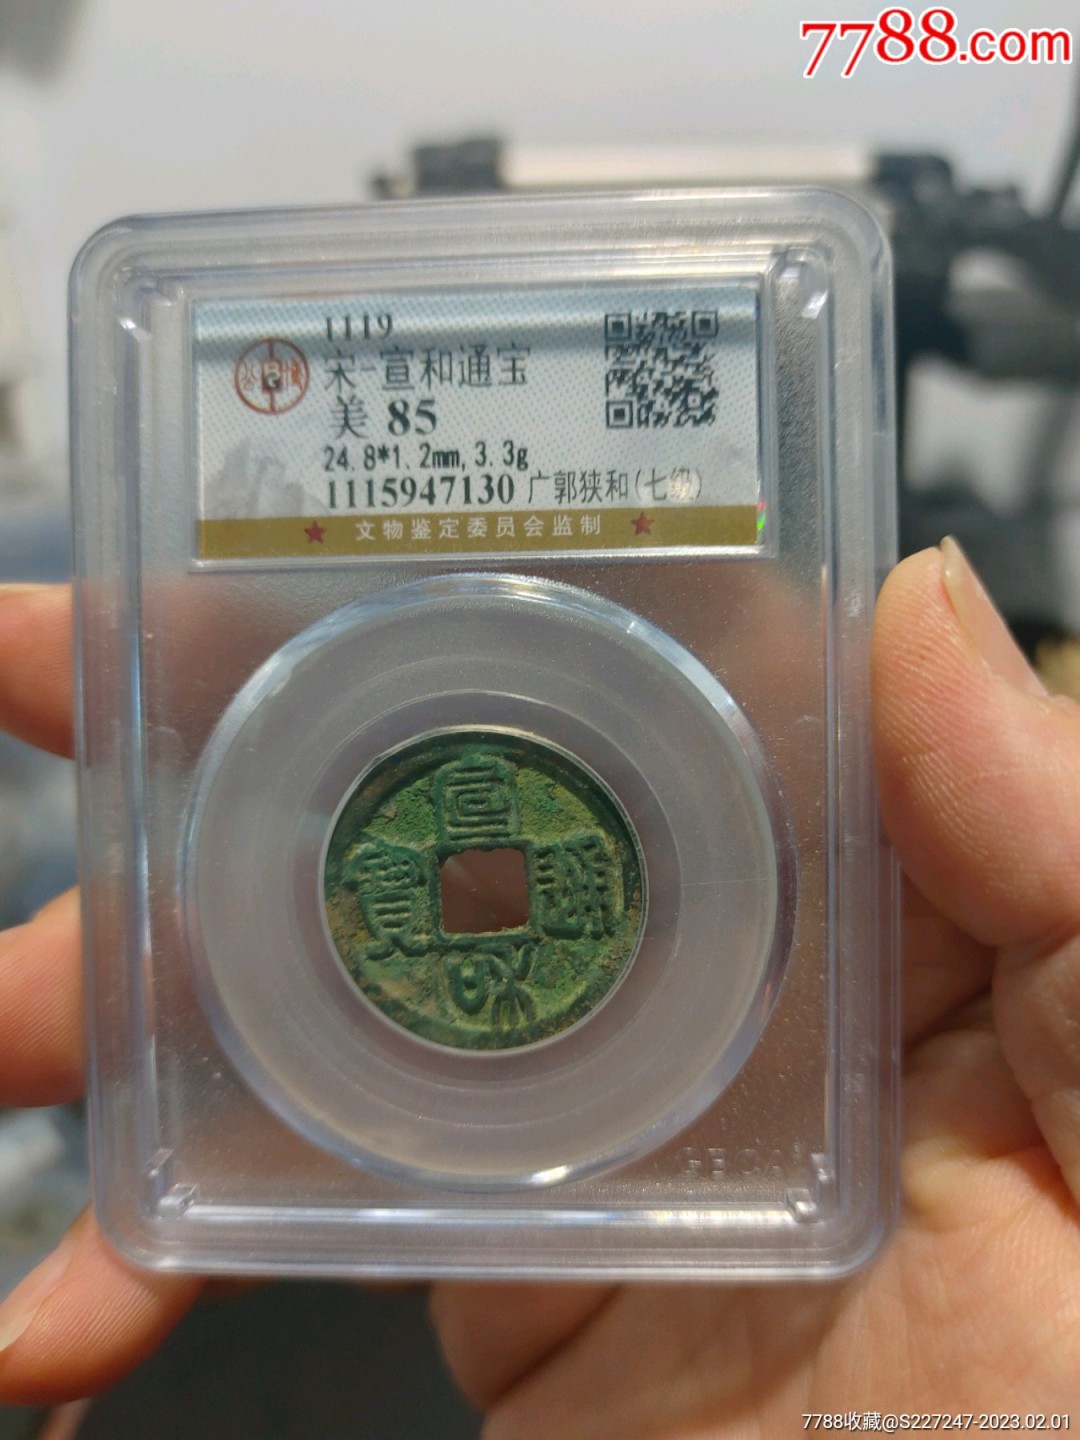 7788.com
1119
宋-宣和通宝
美 85
24.8*1.2mm, 3.3g
1115947130 广郭狭和(七级)
★ 文物鉴定委员会监制 ★
宣和通寳
7788收藏@S227247-2023.02.01